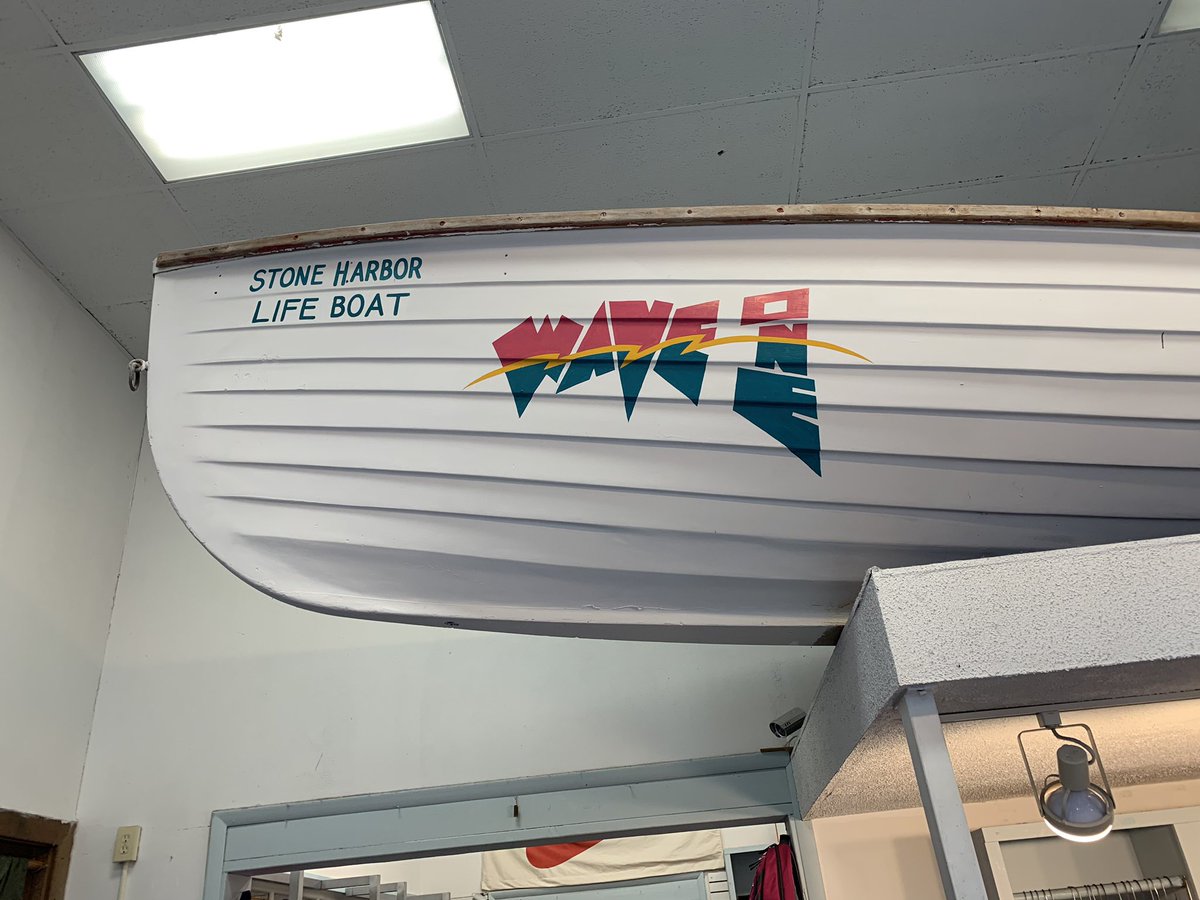 STONE HARBOR
LIFE BOAT
WAVE ONE